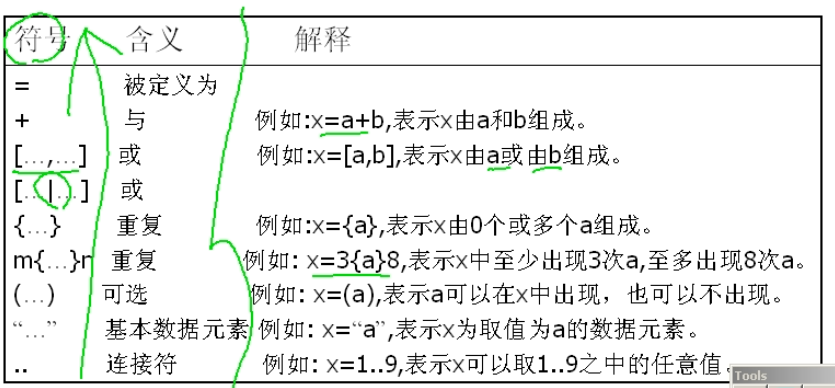 符号 含义 解释
= 被定义为
+ 与 例如:x=a+b,表示x由a和b组成。
[…,…] 或 例如:x=[a,b],表示x由a或由b组成。
[…|…] 或
{…} 重复 例如:x={a},表示x由0个或多个a组成。
m{…}n 重复 例如: x=3{a}8,表示x中至少出现3次a,至多出现8次a。
(…) 可选 例如: x=(a),表示a可以在x中出现，也可以不出现。
“…” 基本数据元素 例如: x=“a”,表示x为取值为a的数据元素。
.. 连接符 例如: x=1..9,表示x可以取1..9之中的任意值。
Tools